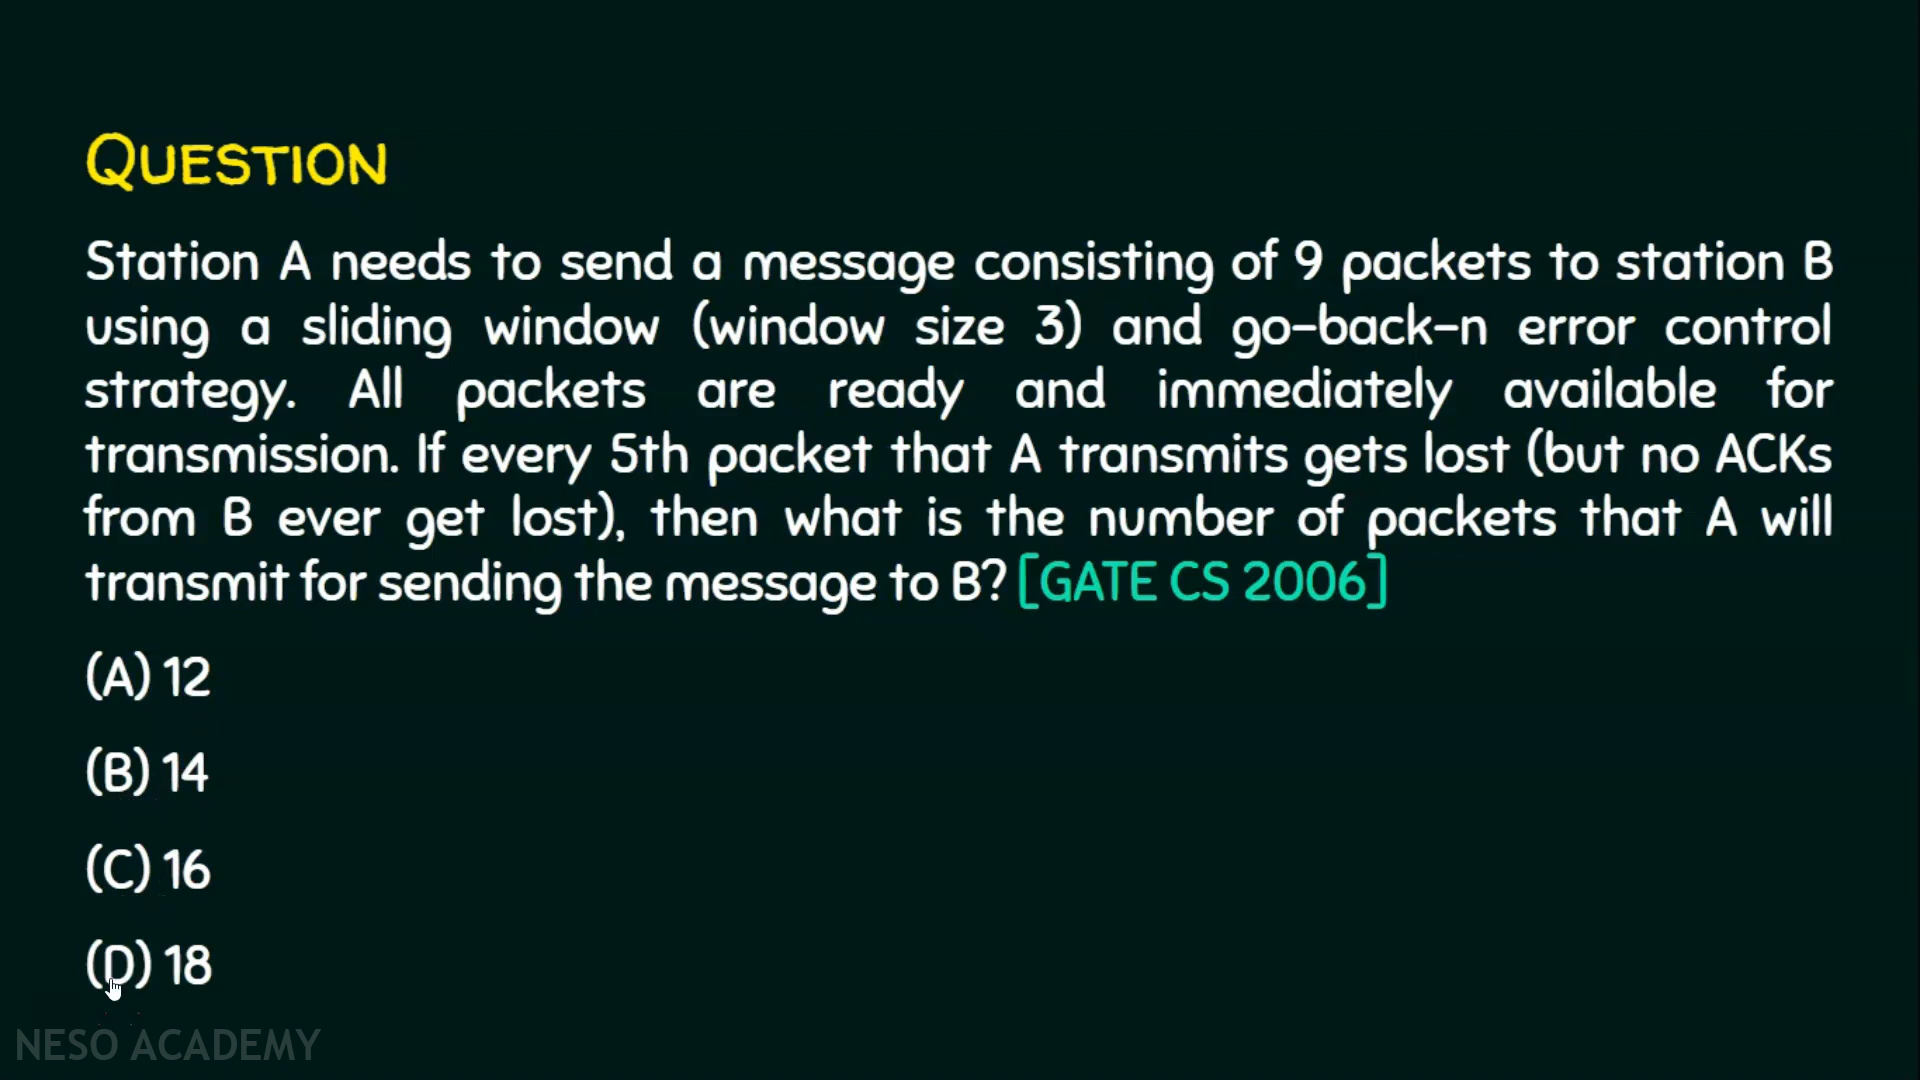 QUESTION
Station A needs to send a message consisting of 9 packets to station B
using a sliding window (window size 3) and go-back-n error control
strategy. All packets are ready and immediately available for
transmission. If every 5th packet that A transmits gets lost (but no ACKs
from B ever get lost), then what is the number of packets that A will
transmit for sending the message to B? [GATE CS 2006]
(A) 12
(B) 14
(C) 16
(D) 18
NESO ACADEMY